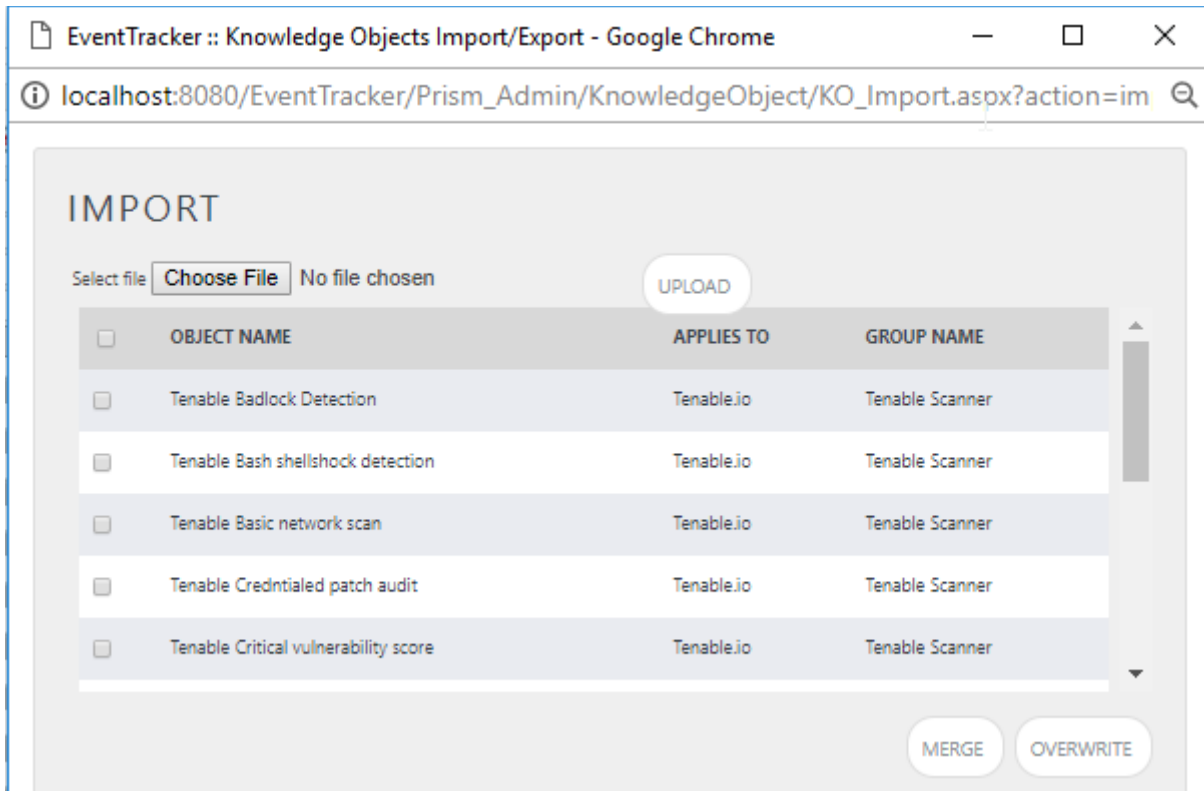 EventTracker :: Knowledge Objects Import/Export - Google Chrome
localhost:8080/EventTracker/Prism_Admin/KnowledgeObject/KO_Import.aspx?action=im
IMPORT
Select file Choose File No file chosen UPLOAD
OBJECT NAME APPLIES TO GROUP NAME
Tenable Badlock Detection Tenable.io Tenable Scanner
Tenable Bash shellshock detection Tenable.io Tenable Scanner
Tenable Basic network scan Tenable.io Tenable Scanner
Tenable Credntialed patch audit Tenable.io Tenable Scanner
Tenable Critical vulnerability score Tenable.io Tenable Scanner
MERGE OVERWRITE